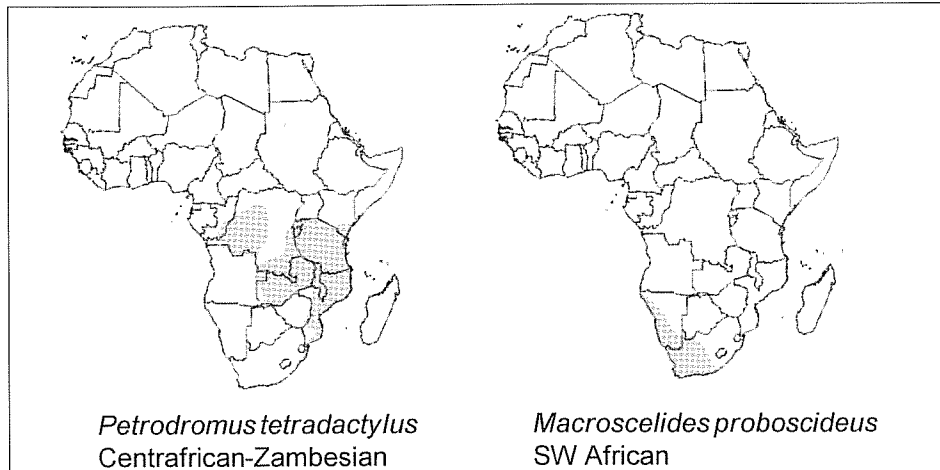 Petrodromus tetradactylus
Centrafrican-Zambesian
Macroscelides proboscideus
SW African